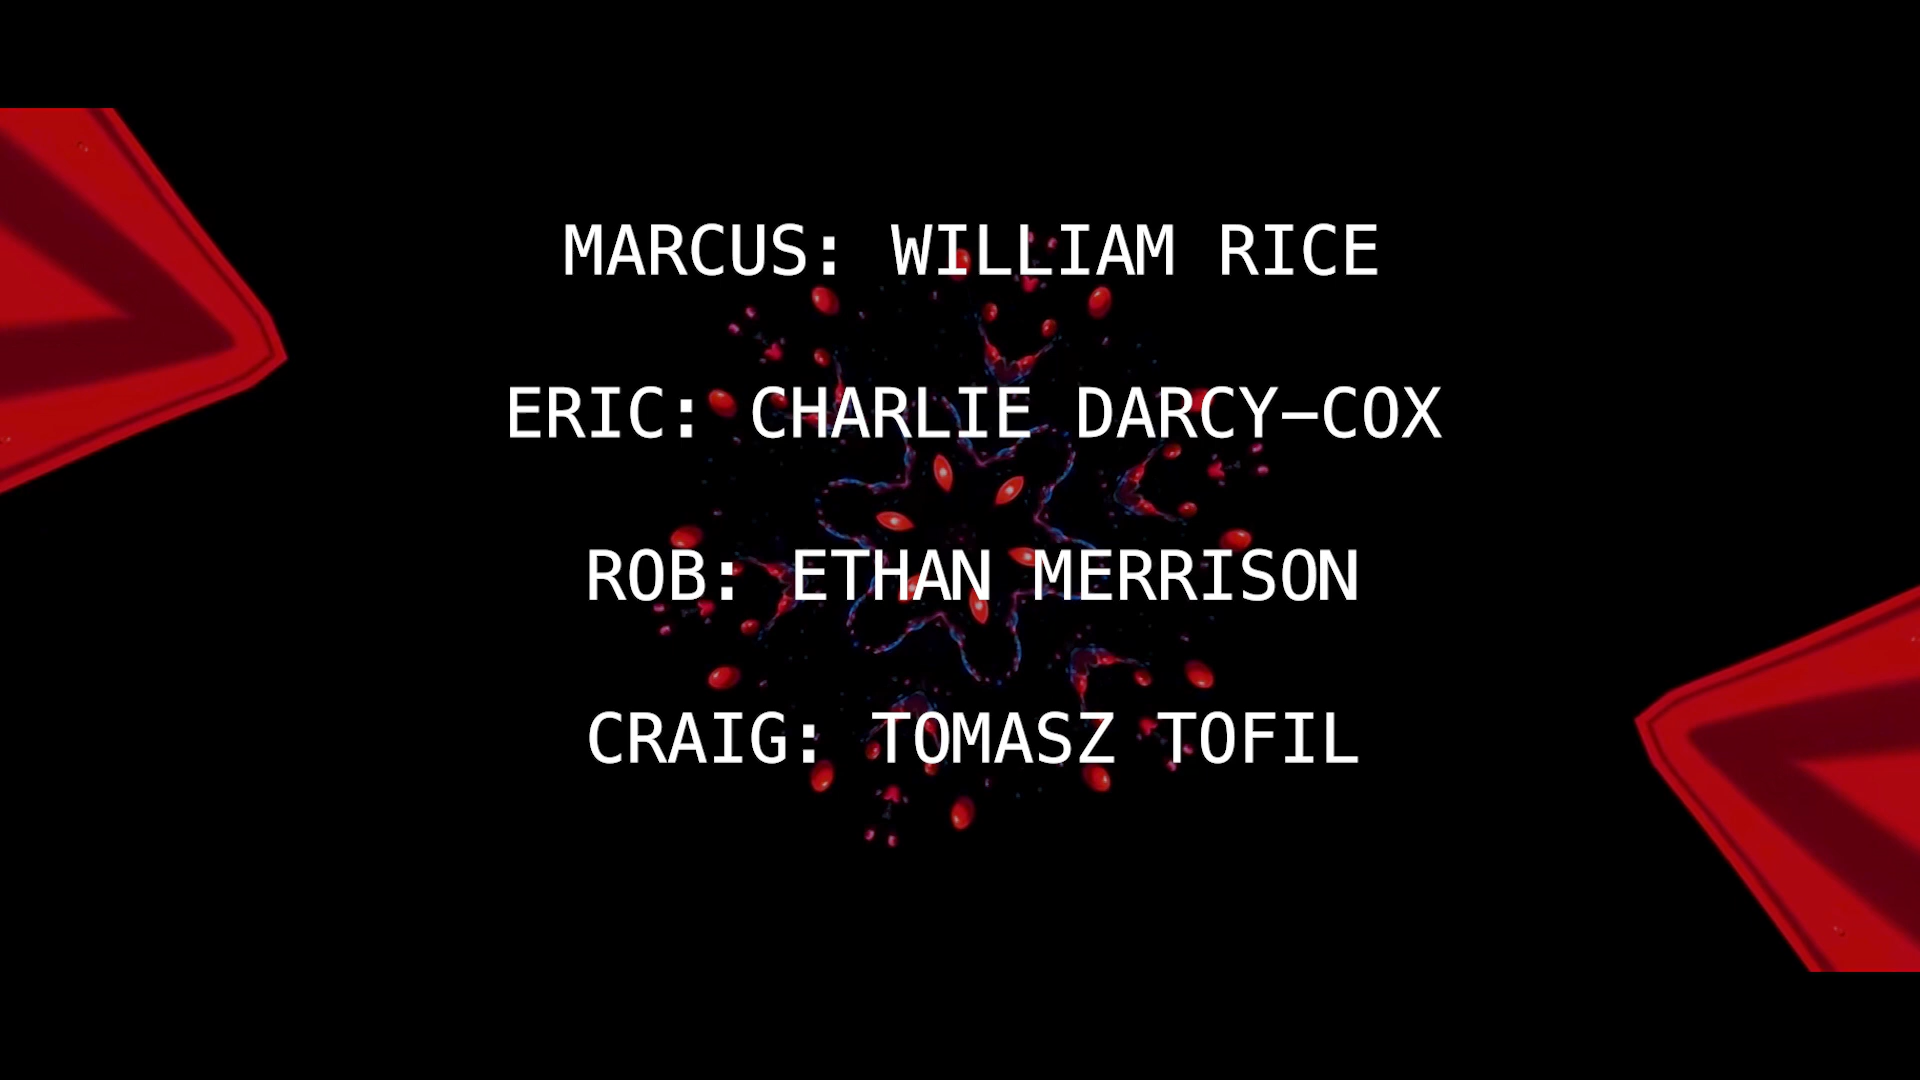 MARCUS: WILLIAM RICE
ERIC: CHARLIE DARCY-COX
ROB: ETHAN MERRISON
CRAIG: TOMASZ TOFIL